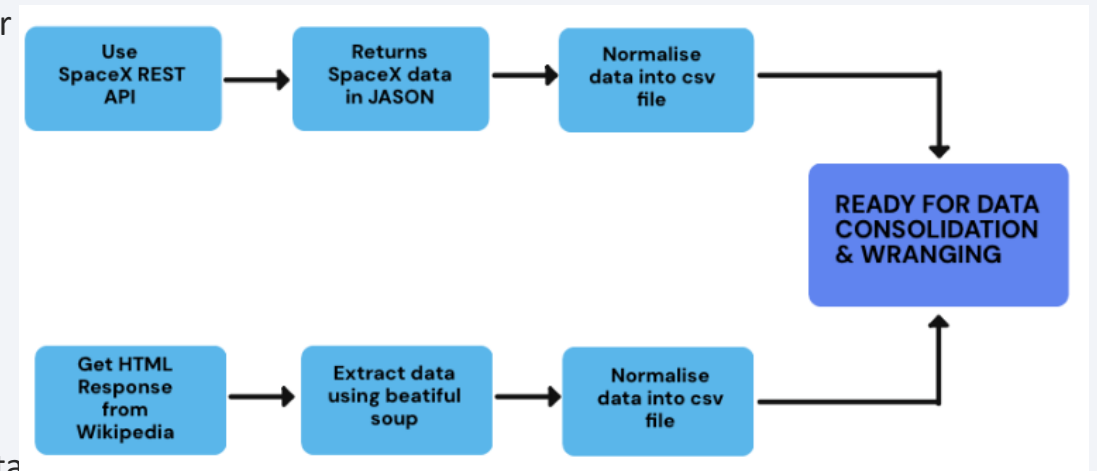 r
Use
SpaceX REST
API
Returns
SpaceX data
in JASON
Normalise
data into csv
file
READY FOR DATA
CONSOLIDATION
& WRANGING
Get HTML
Response
from
Wikipedia
Extract data
using beatiful
soup
Normalise
data into csv
file
ta